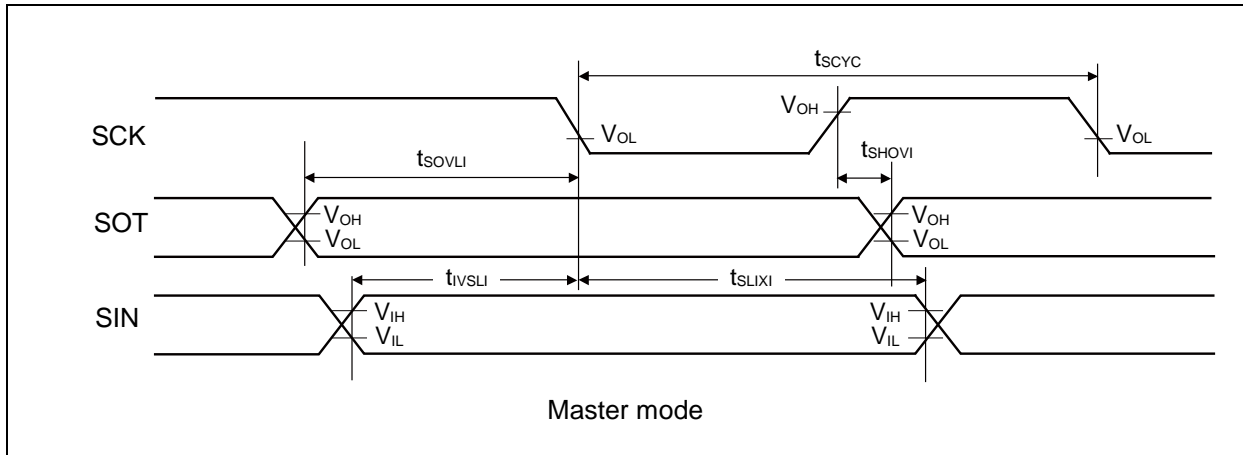 tSCYC
VOH
SCK
VOL
VOL
tSOVLI
tSHOVI
SOT
VOH
VOL
VOH
VOL
tIVSLI
tSLIXI
SIN
VIH
VIL
VIH
VIL
Master mode